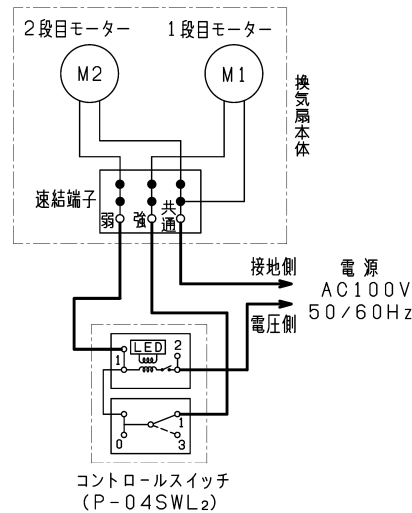 2段目モーター
1段目モーター
M2
M1
換気扇本体
速結端子
弱
強
共通
接地側
電源
AC100V
50/60Hz
電圧側
LED
1
2
0
1
3
コントロールスイッチ
(P-04SWL2)